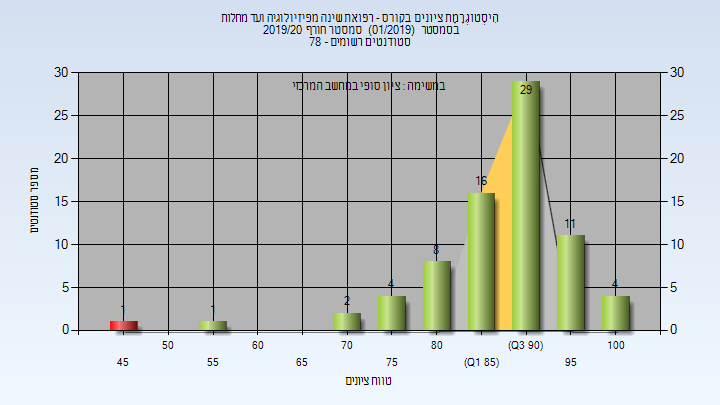 היסטוגרמת ציונים בקורס - רפואת שינה מפיזיולוגיה ועד מחלות
בסמסטר (01/2019) סמסטר חורף 2019/20
סטודנטים רשומים - 78
במשימה : ציון סופי במחשב המרכזי
מספר סטודנטים
30 30
25 25
20 20
15 15
10 10
5 5
0 0
1 1 2 4 8 16 29 11 4
45 50 55 60 65 70 75 80 (Q1 85) (Q3 90) 95 100
טווח ציונים